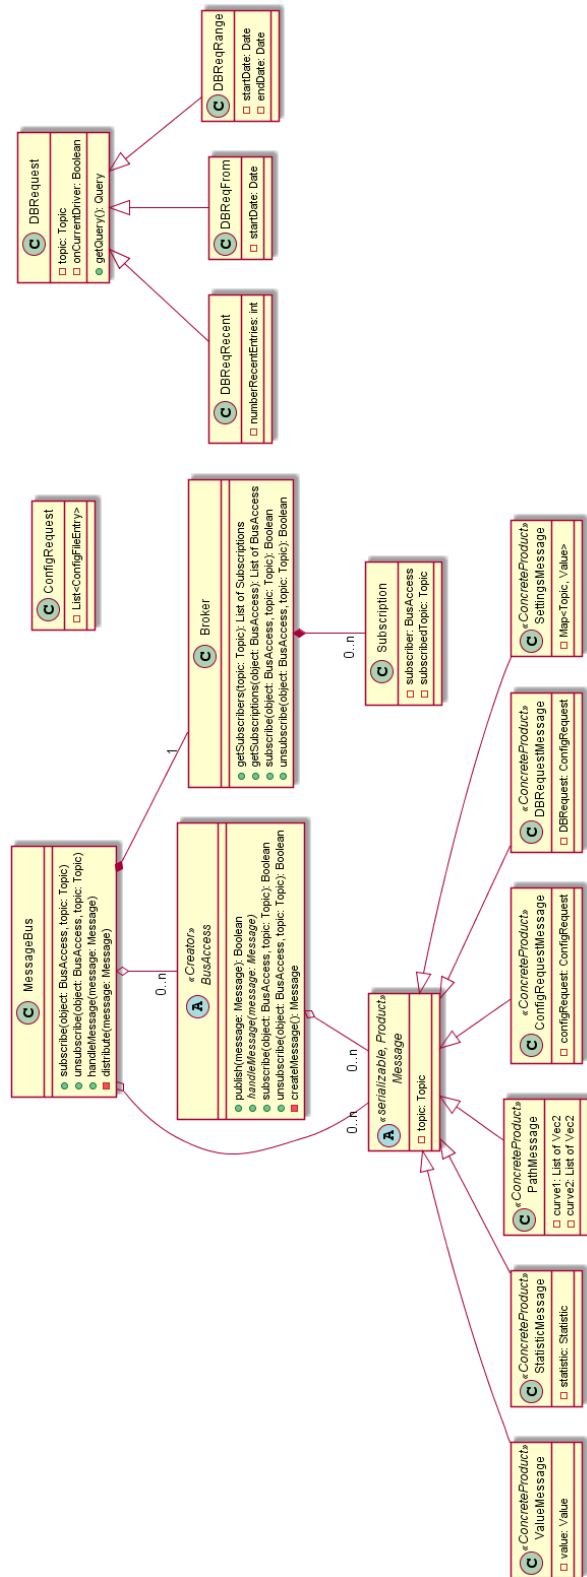 C MessageBus
subscribe(object: BusAccess, topic: Topic)
unsubscribe(object: BusAccess, topic: Topic)
handleMessage(message: Message)
distribute(message: Message)
C ConfigRequest
List<ConfigFileEntry>
C DBRequest
topic: Topic
onCurrentDriver: Boolean
getQuery(): Query
0..n
1
«Creator»
A BusAccess
publish(message: Message): Boolean
handleMessage(message: Message)
subscribe(object: BusAccess, topic: Topic): Boolean
unsubscribe(object: BusAccess, topic: Topic): Boolean
createMessage(): Message
C Broker
getSubscribers(topic: Topic): List of Subscriptions
getSubscriptions(object: BusAccess): List of BusAccess
subscribe(object: BusAccess, topic: Topic): Boolean
unsubscribe(object: BusAccess, topic: Topic): Boolean
C DBReqRecent
numberRecentEntries: int
C DBReqFrom
startDate: Date
C DBReqRange
startDate: Date
endDate: Date
0..n
0..n
0..n
«serializable, Product»
A Message
topic: Topic
C Subscription
subscriber: BusAccess
subscribedTopic: Topic
«ConcreteProduct»
C ValueMessage
value: Value
«ConcreteProduct»
C StatisticMessage
statistic: Statistic
«ConcreteProduct»
C PathMessage
curve1: List of Vec2
curve2: List of Vec2
«ConcreteProduct»
C ConfigRequestMessage
configRequest: ConfigRequest
«ConcreteProduct»
C DBRequestMessage
DBRequest: ConfigRequest
«ConcreteProduct»
C SettingsMessage
Map<Topic, Value>